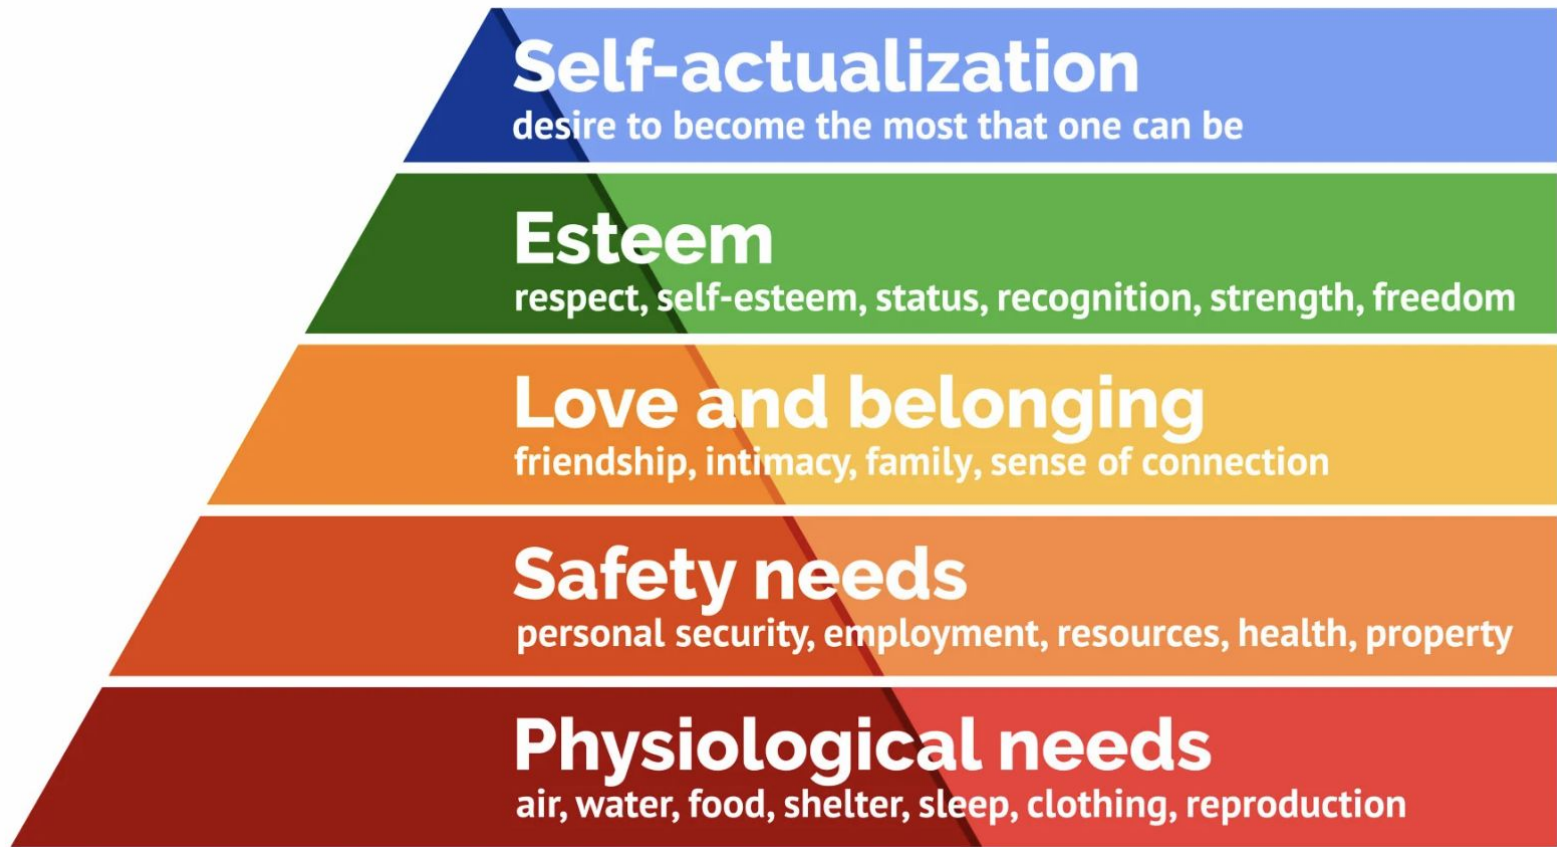 Self-actualization
desire to become the most that one can be
Esteem
respect, self-esteem, status, recognition, strength, freedom
Love and belonging
friendship, intimacy, family, sense of connection
Safety needs
personal security, employment, resources, health, property
Physiological needs
air, water, food, shelter, sleep, clothing, reproduction